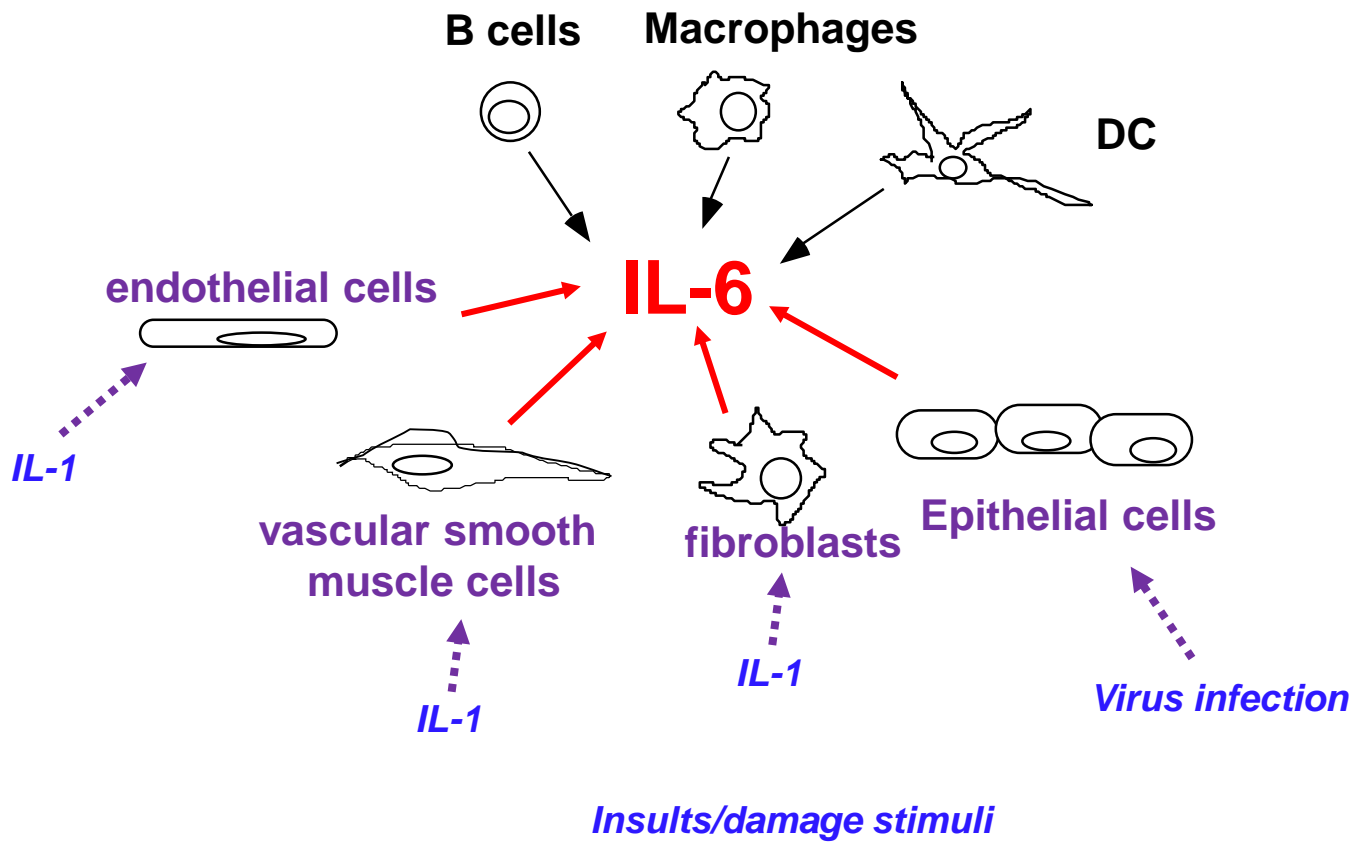 B cells
Macrophages
DC
IL-6
endothelial cells
IL-1
vascular smooth
muscle cells
fibroblasts
Epithelial cells
IL-1
IL-1
Virus infection
Insults/damage stimuli